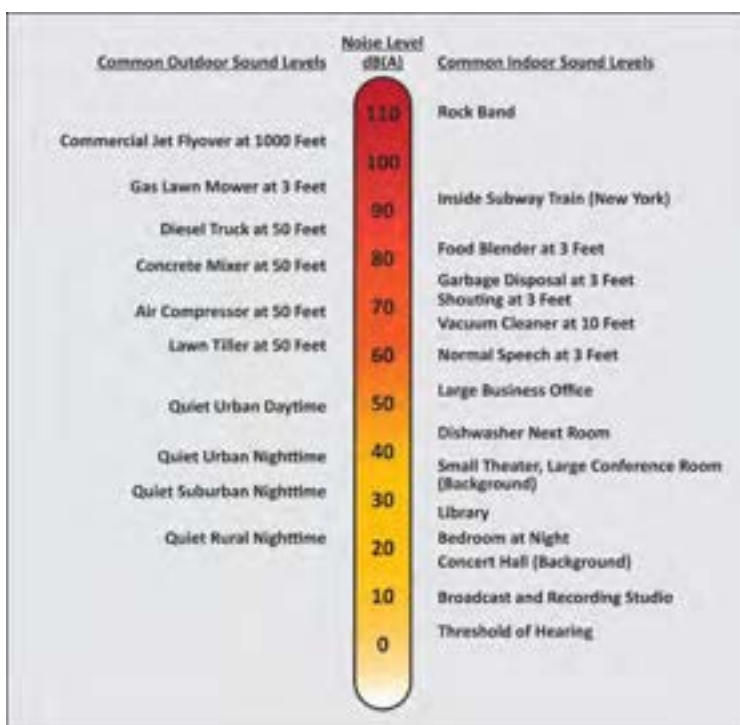 Noise Level
dB(A)
Common Outdoor Sound Levels
Common Indoor Sound Levels
110
Rock Band
Commercial Jet Flyover at 1000 Feet
100
Gas Lawn Mower at 3 Feet
Inside Subway Train (New York)
90
Diesel Truck at 50 Feet
Food Blender at 3 Feet
80
Concrete Mixer at 50 Feet
Garbage Disposal at 3 Feet
Shouting at 3 Feet
70
Air Compressor at 50 Feet
Vacuum Cleaner at 10 Feet
Lawn Tiller at 50 Feet
60
Normal Speech at 3 Feet
Large Business Office
50
Quiet Urban Daytime
Dishwasher Next Room
40
Quiet Urban Nighttime
Small Theater, Large Conference Room
(Background)
Quiet Suburban Nighttime
30
Library
Quiet Rural Nighttime
Bedroom at Night
20
Concert Hall (Background)
10
Broadcast and Recording Studio
Threshold of Hearing
0